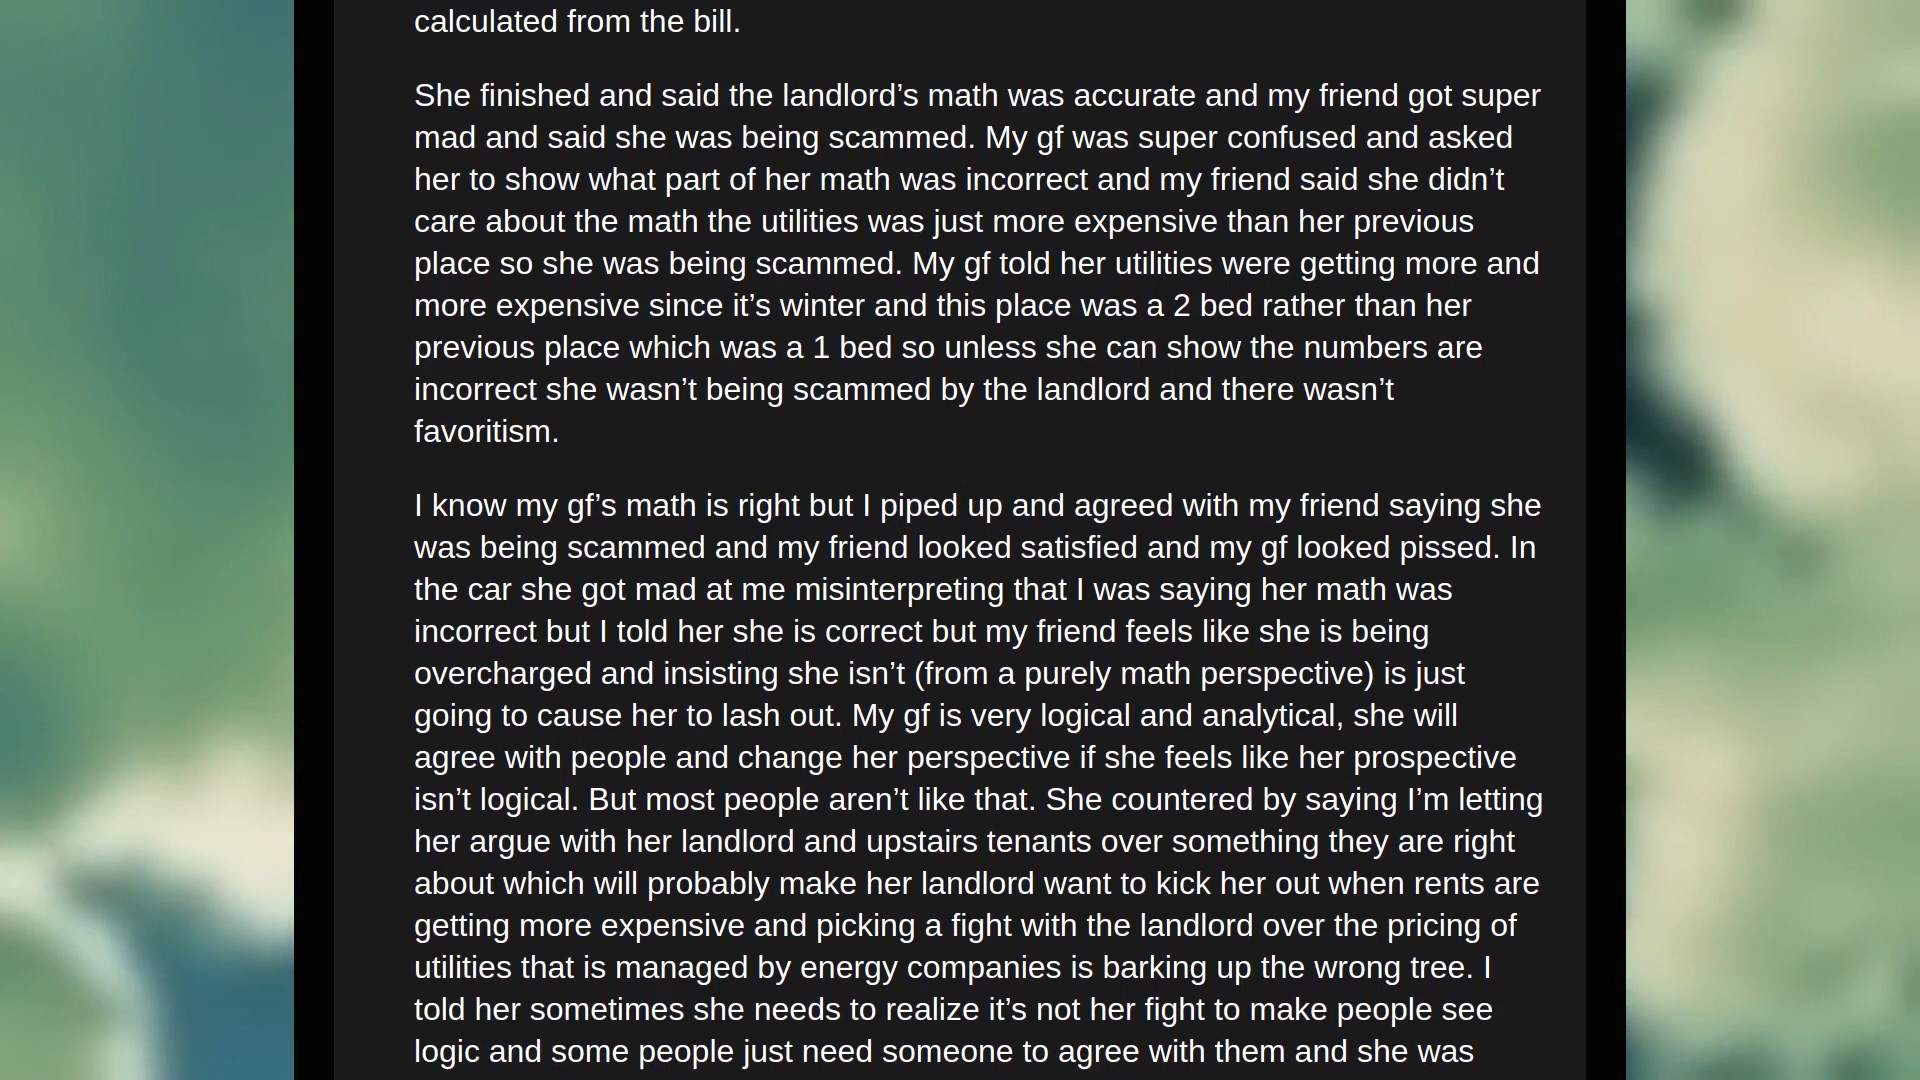 calculated from the bill.
She finished and said the landlord’s math was accurate and my friend got super
mad and said she was being scammed. My gf was super confused and asked
her to show what part of her math was incorrect and my friend said she didn’t
care about the math the utilities was just more expensive than her previous
place so she was being scammed. My gf told her utilities were getting more and
more expensive since it’s winter and this place was a 2 bed rather than her
previous place which was a 1 bed so unless she can show the numbers are
incorrect she wasn’t being scammed by the landlord and there wasn’t
favoritism.
I know my gf’s math is right but I piped up and agreed with my friend saying she
was being scammed and my friend looked satisfied and my gf looked pissed. In
the car she got mad at me misinterpreting that I was saying her math was
incorrect but I told her she is correct but my friend feels like she is being
overcharged and insisting she isn’t (from a purely math perspective) is just
going to cause her to lash out. My gf is very logical and analytical, she will
agree with people and change her perspective if she feels like her prospective
isn’t logical. But most people aren’t like that. She countered by saying I’m letting
her argue with her landlord and upstairs tenants over something they are right
about which will probably make her landlord want to kick her out when rents are
getting more expensive and picking a fight with the landlord over the pricing of
utilities that is managed by energy companies is barking up the wrong tree. I
told her sometimes she needs to realize it’s not her fight to make people see
logic and some people just need someone to agree with them and she was